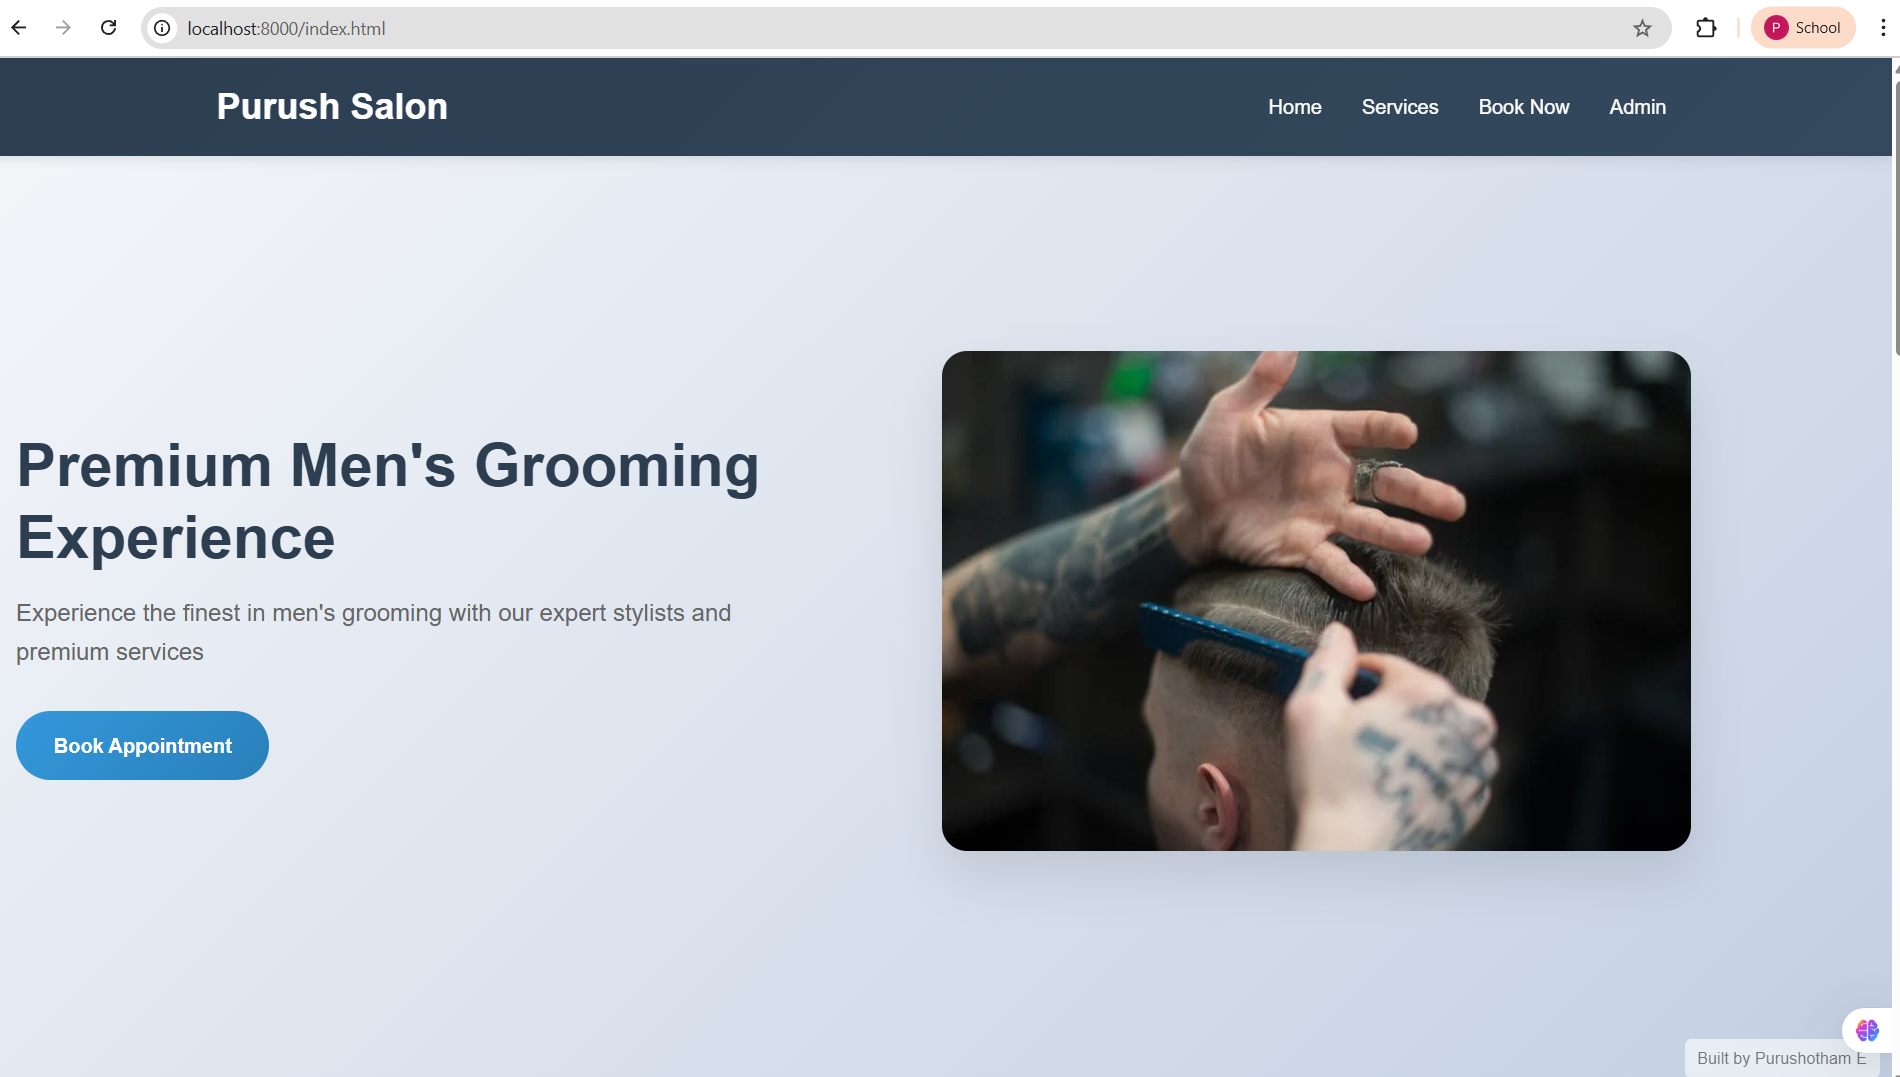 localhost:8000/index.html
P School
Purush Salon
Home Services Book Now Admin
Premium Men's Grooming
Experience
Experience the finest in men's grooming with our expert stylists and
premium services
Book Appointment
Built by Purushotham E